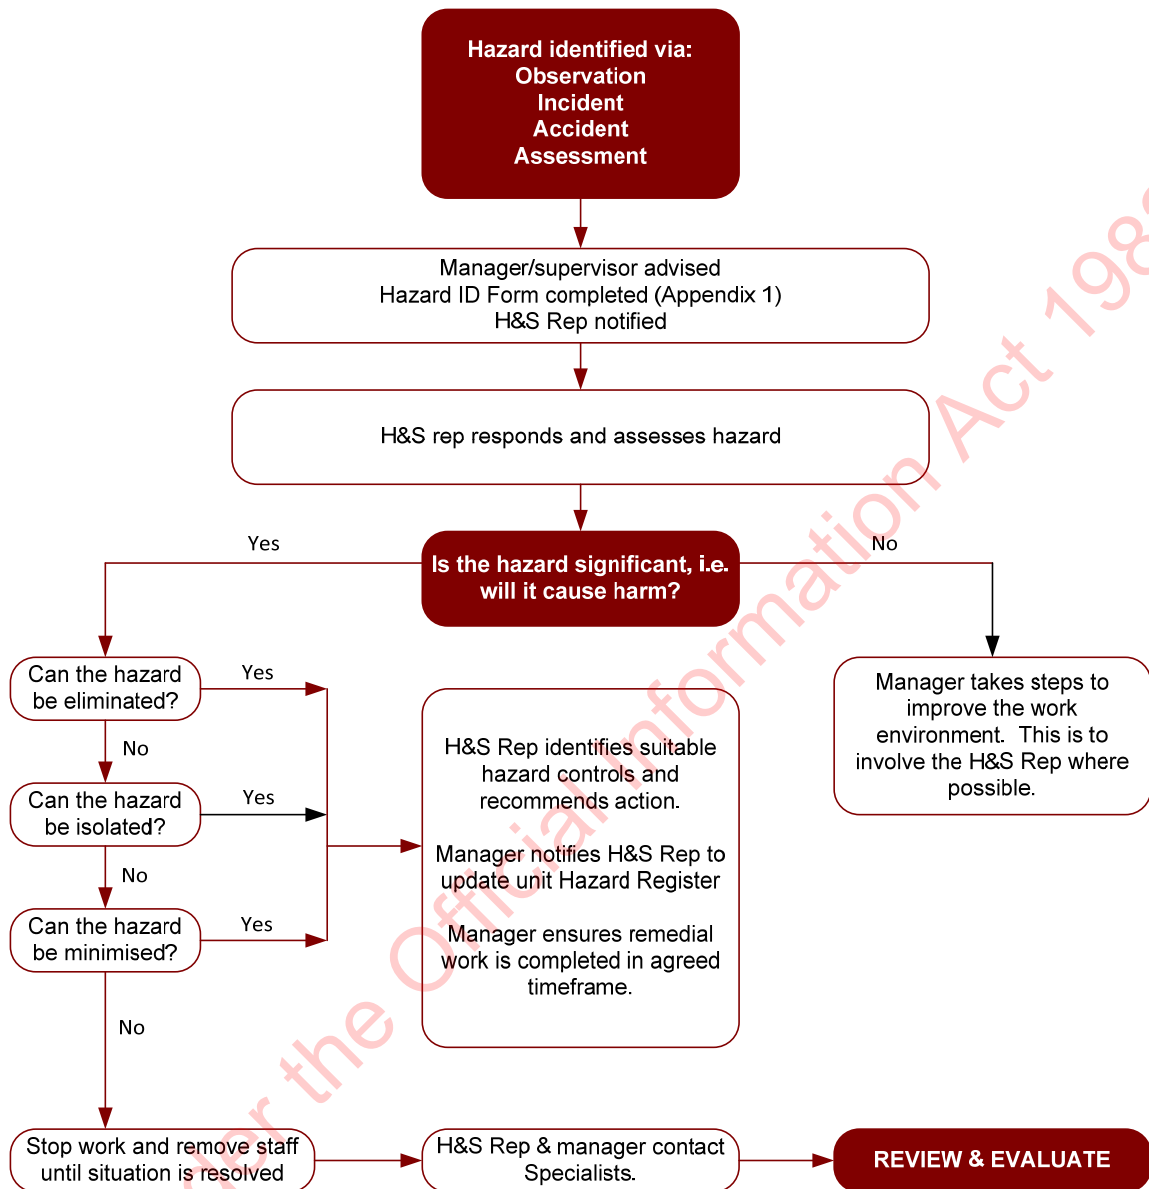 Hazard identified via:
Observation
Incident
Accident
Assessment
Manager/supervisor advised
Hazard ID Form completed (Appendix 1)
H&S Rep notified
H&S rep responds and assesses hazard
Is the hazard significant, i.e.
will it cause harm?
Yes
No
Can the hazard
be eliminated?
Yes
No
Can the hazard
be isolated?
Yes
No
Can the hazard
be minimised?
Yes
No
H&S Rep identifies suitable
hazard controls and
recommends action.
Manager notifies H&S Rep to
update unit Hazard Register
Manager ensures remedial
work is completed in agreed
timeframe.
Manager takes steps to
improve the work
environment. This is to
involve the H&S Rep where
possible.
Stop work and remove staff
until situation is resolved
H&S Rep & manager contact
Specialists.
REVIEW & EVALUATE
the Official Information Act